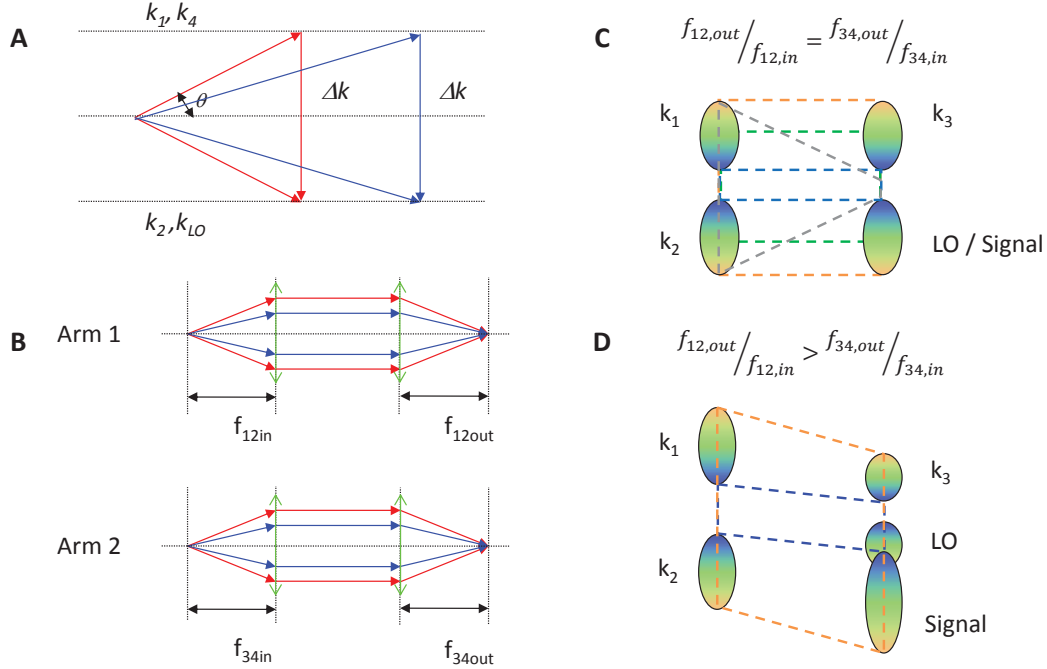 A
k1, k4
θ
Δk
Δk
k2,kLO
B
Arm 1
f12in
f12out
Arm 2
f34in
f34out
C
f12,out/f12,in = f34,out/f34,in
k1
k3
k2
LO / Signal
D
f12,out/f12,in > f34,out/f34,in
k1
k3
LO
k2
Signal